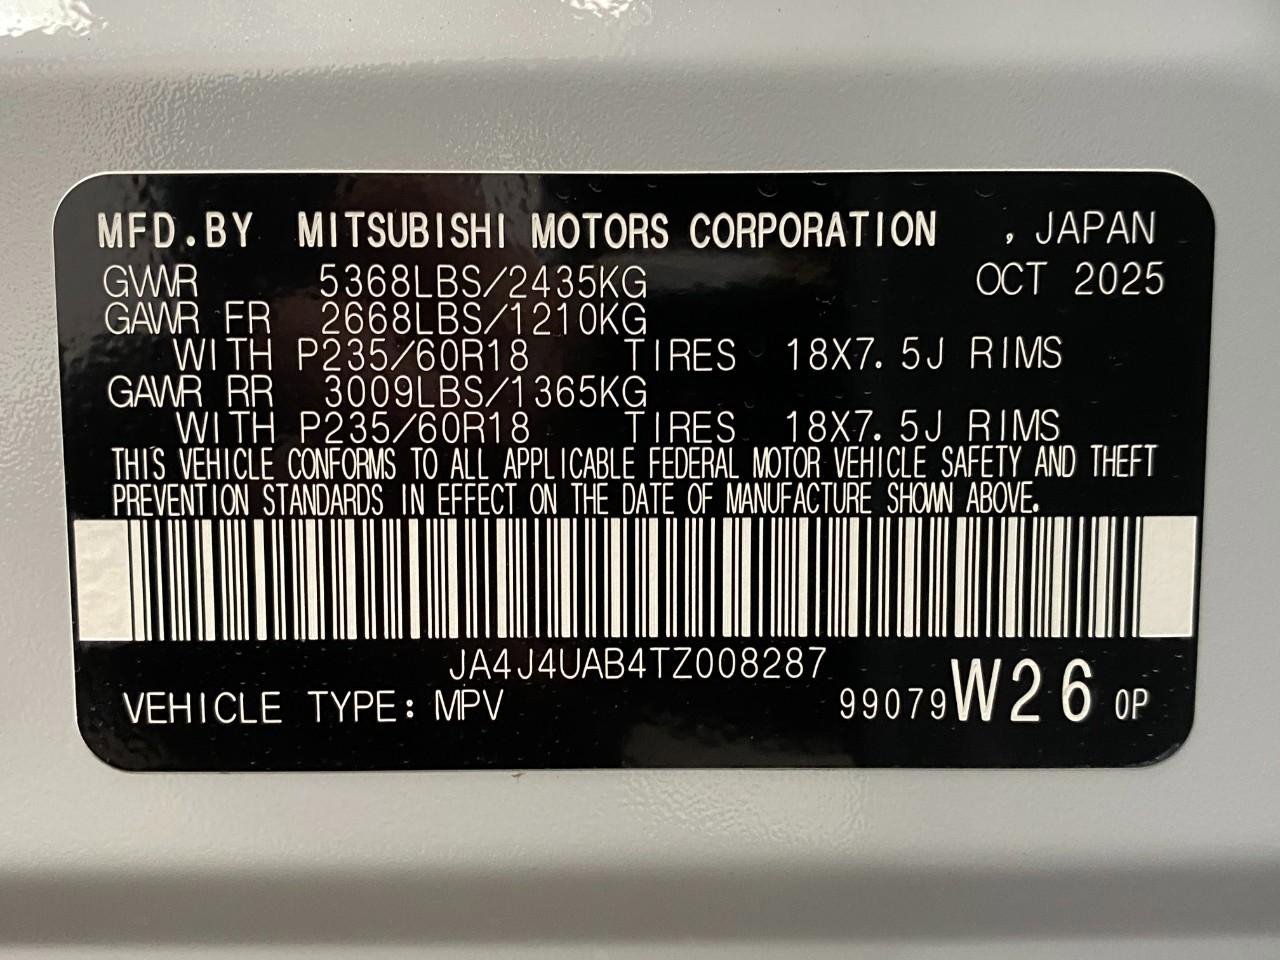 MFD.BY MITSUBISHI MOTORS CORPORATION , JAPAN
GVWR 5368LBS/2435KG OCT 2025
GAWR FR 2668LBS/1210KG
WITH P235/60R18 TIRES 18X7.5J RIMS
GAWR RR 3009LBS/1365KG
WITH P235/60R18 TIRES 18X7.5J RIMS
THIS VEHICLE CONFORMS TO ALL APPLICABLE FEDERAL MOTOR VEHICLE SAFETY AND THEFT
PREVENTION STANDARDS IN EFFECT ON THE DATE OF MANUFACTURE SHOWN ABOVE.
JA4J4UAB4TZ008287
VEHICLE TYPE: MPV 99079 W26 0P